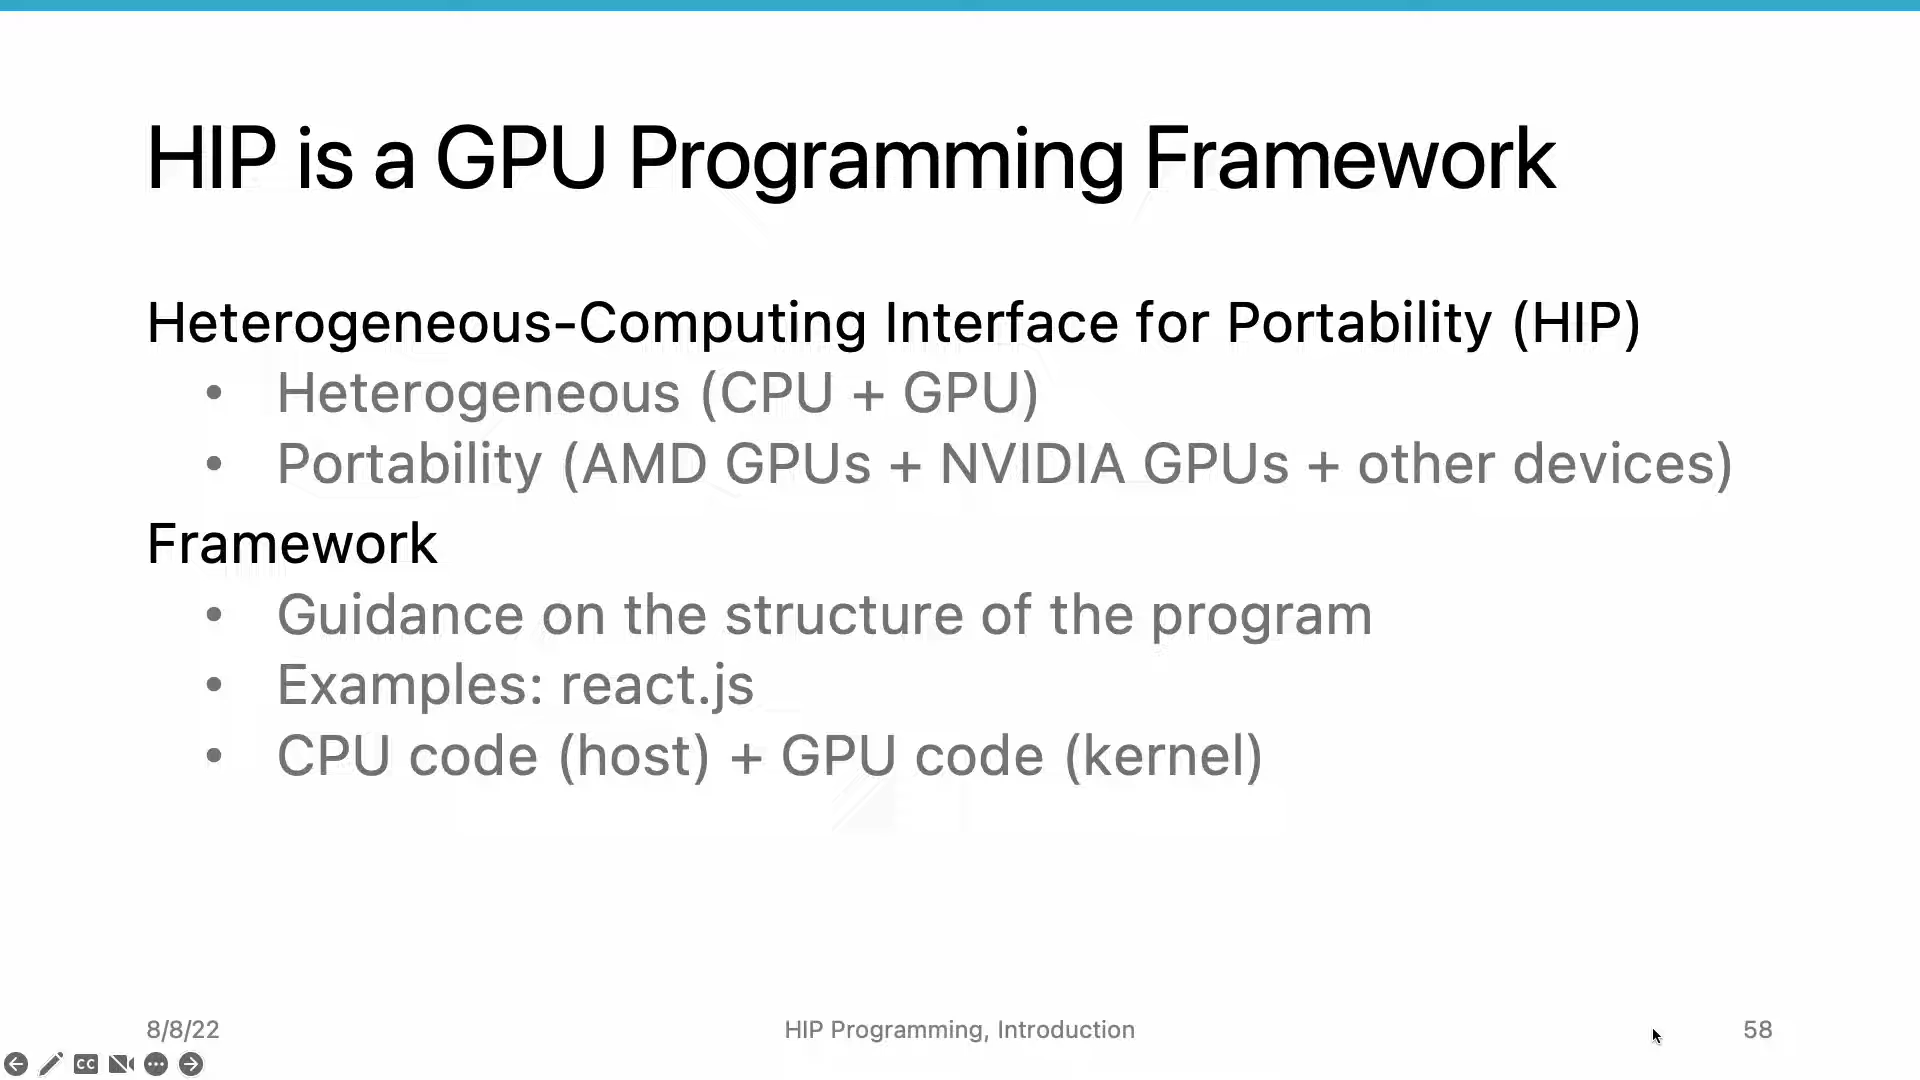 HIP is a GPU Programming Framework
Heterogeneous-Computing Interface for Portability (HIP)
• Heterogeneous (CPU + GPU)
• Portability (AMD GPUs + NVIDIA GPUs + other devices)
Framework
• Guidance on the structure of the program
• Examples: react.js
• CPU code (host) + GPU code (kernel)
8/8/22
HIP Programming, Introduction
58
CC